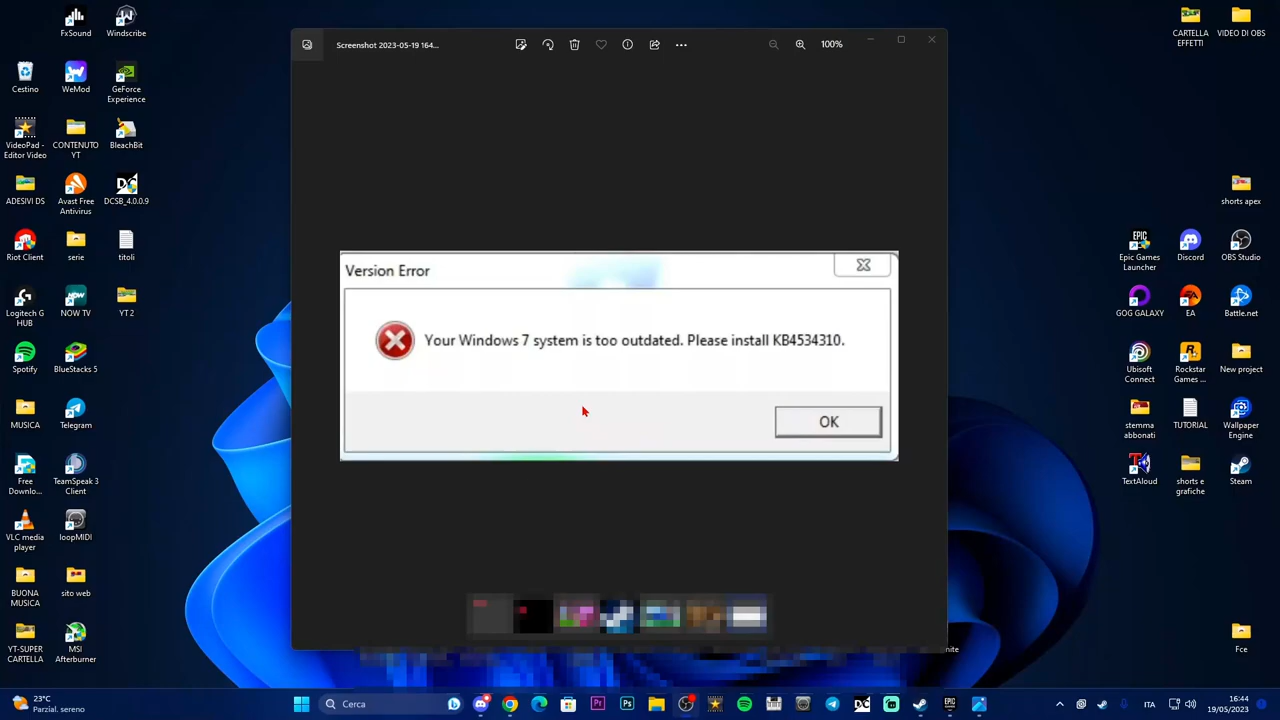 FxSound
Windscribe
Cestino
WeMod
GeForce
Experience
VideoPad -
Editor Video
CONTENUTO
YT
BleachBit
ADESIVI DS
Avast Free
Antivirus
DCSB_4.0.0.9
Riot Client
serie
titoli
Logitech G
HUB
NOW TV
YT 2
Spotify
BlueStacks 5
MUSICA
Telegram
Free
Downlo...
TeamSpeak 3
Client
VLC media
player
loopMIDI
BUONA
MUSICA
sito web
YT-SUPER
CARTELLA
MSI
Afterburner
Screenshot 2023-05-19 164...
100%
Version Error
Your Windows 7 system is too outdated. Please install KB4534310.
OK
CARTELLA
EFFETTI
VIDEO DI OBS
shorts apex
Epic Games
Launcher
Discord
OBS Studio
GOG GALAXY
EA
Battle.net
Ubisoft
Connect
Rockstar
Games ...
New project
stemma
abbonati
TUTORIAL
Wallpaper
Engine
TextAloud
shorts e
grafiche
Steam
Fce
23°C
Parzial. sereno
Cerca
ITA
16:44
19/05/2023